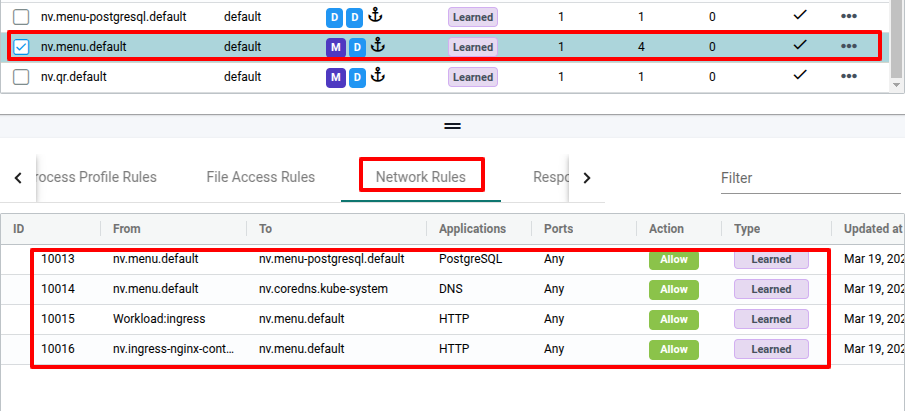 nv.menu-postgresql.default default D D Learned 1 1 0
nv.menu.default default M D Learned 1 4 0
nv.qr.default default M D Learned 1 1 0
rocess Profile Rules File Access Rules Network Rules Respo Filter
ID From To Applications Ports Action Type Updated at
10013 nv.menu.default nv.menu-postgresql.default PostgreSQL Any Allow Learned Mar 19, 202
10014 nv.menu.default nv.coredns.kube-system DNS Any Allow Learned Mar 19, 202
10015 Workload:ingress nv.menu.default HTTP Any Allow Learned Mar 19, 202
10016 nv.ingress-nginx-cont... nv.menu.default HTTP Any Allow Learned Mar 19, 202